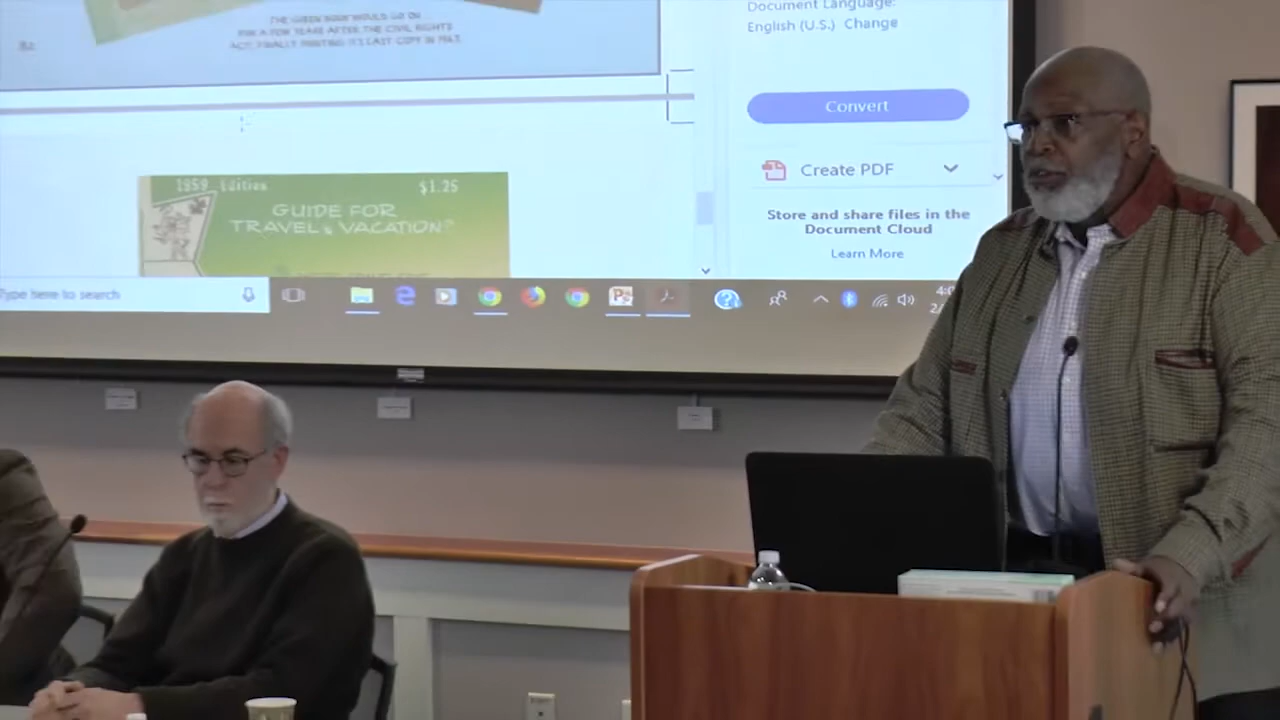 THE GREEN BOOK WOULD GO ON
FOR A FEW YEARS AFTER THE CIVIL RIGHTS
ACT, FINALLY PRINTING ITS LAST COPY IN
Document Language:
English (U.S.) Change
Convert
Create PDF
Store and share files in the
Document Cloud
Learn More
1959 Edition
$1.25
GUIDE FOR
TRAVEL & VACATION?
Type here to search